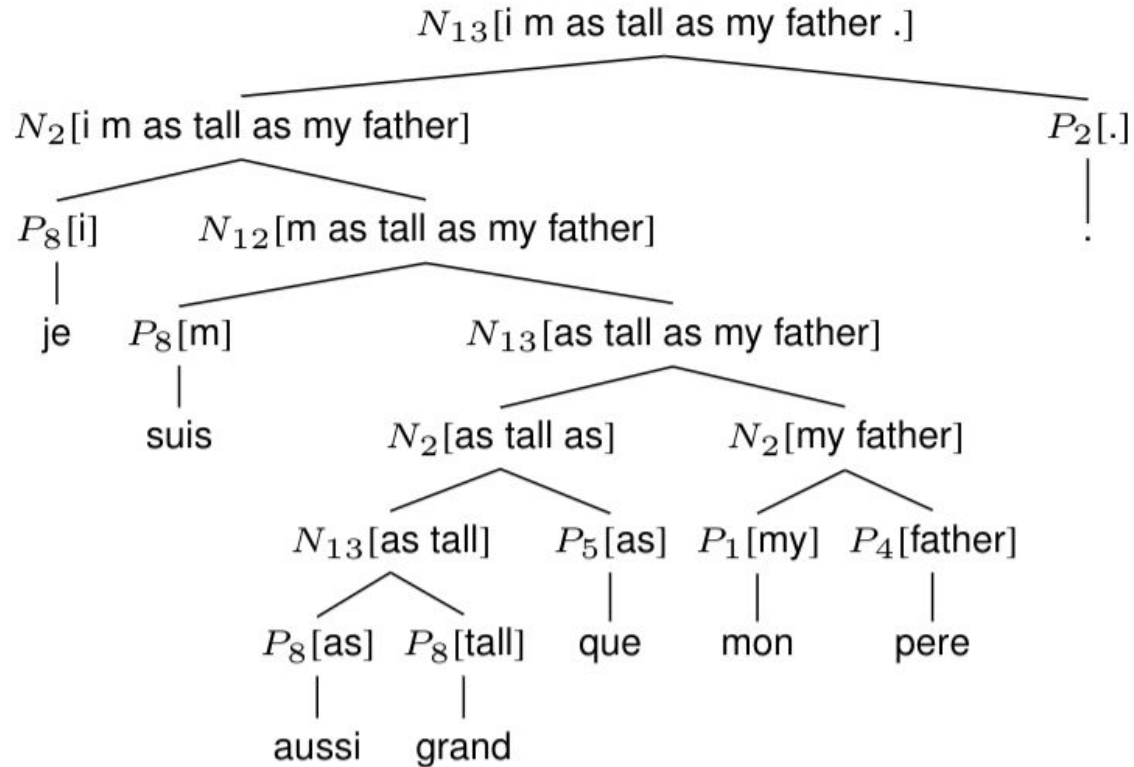 N₁₃[i m as tall as my father .]
N₂[i m as tall as my father] P₂[.]
P₈[i] N₁₂[m as tall as my father] .
je P₈[m] N₁₃[as tall as my father]
suis N₂[as tall as] N₂[my father]
N₁₃[as tall] P₅[as] P₁[my] P₄[father]
P₈[as] P₈[tall] que mon pere
aussi grand